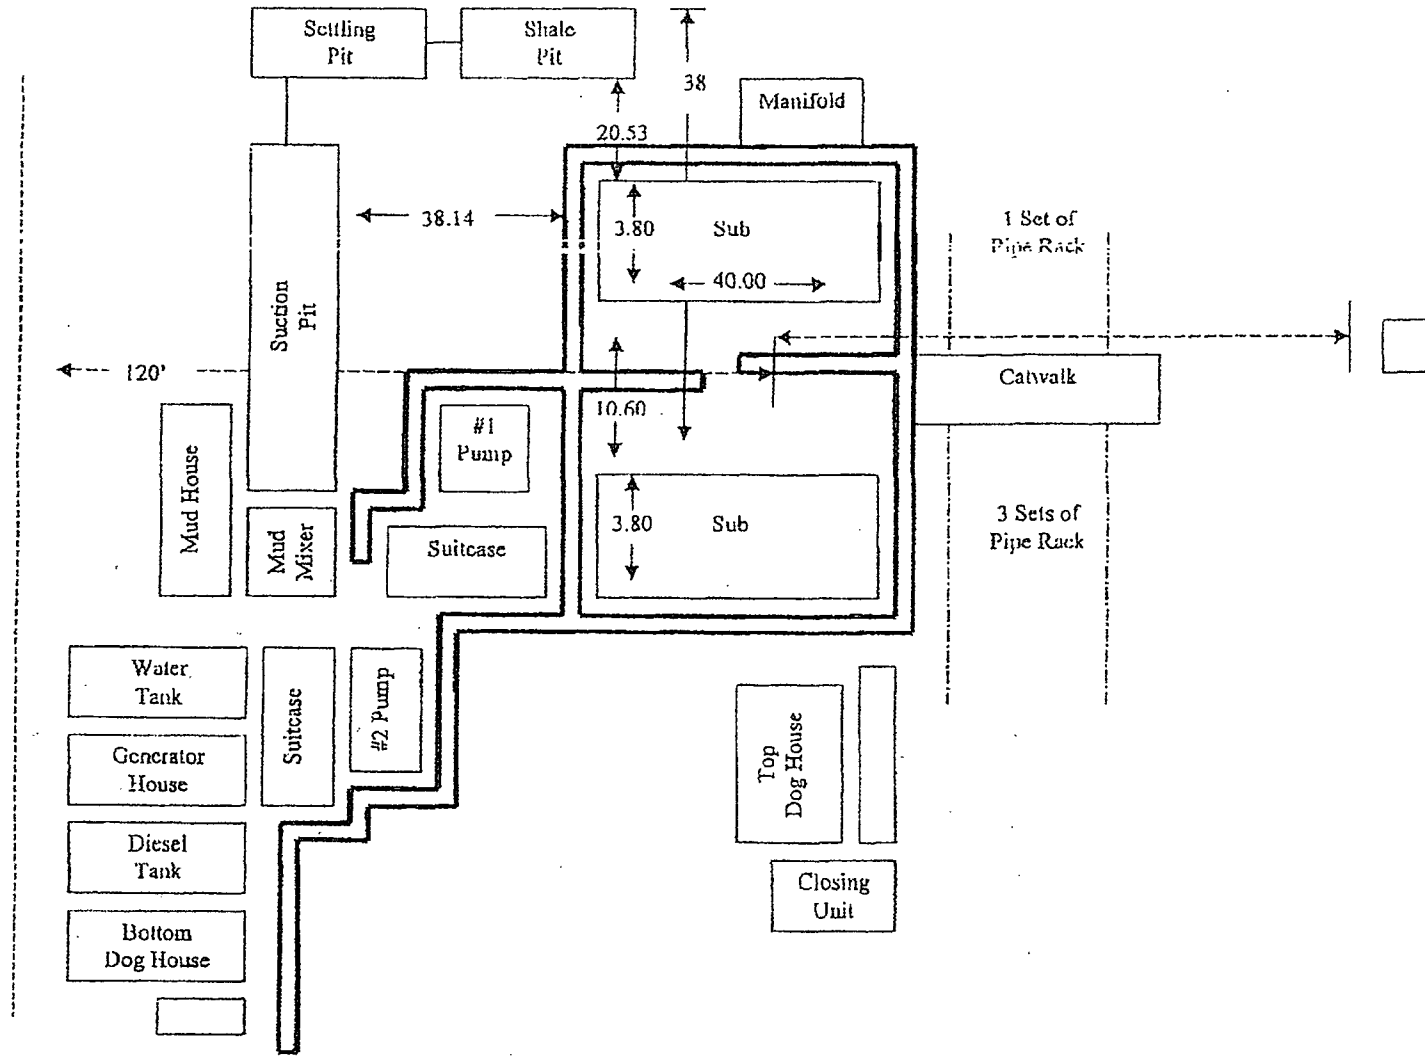 Settling
Pit
Shale
Pit
38
Manifold
20.53
38.14
3.80
Sub
40.00
1 Set of
Pipe Rack
Suction
Pit
120'
10.60
Catwalk
#1
Pump
Mud House
Mud
Mixer
Suitcase
3.80
Sub
3 Sets of
Pipe Rack
Water
Tank
Suitcase
#2 Pump
Generator
House
Top
Dog House
Diesel
Tank
Closing
Unit
Bottom
Dog House